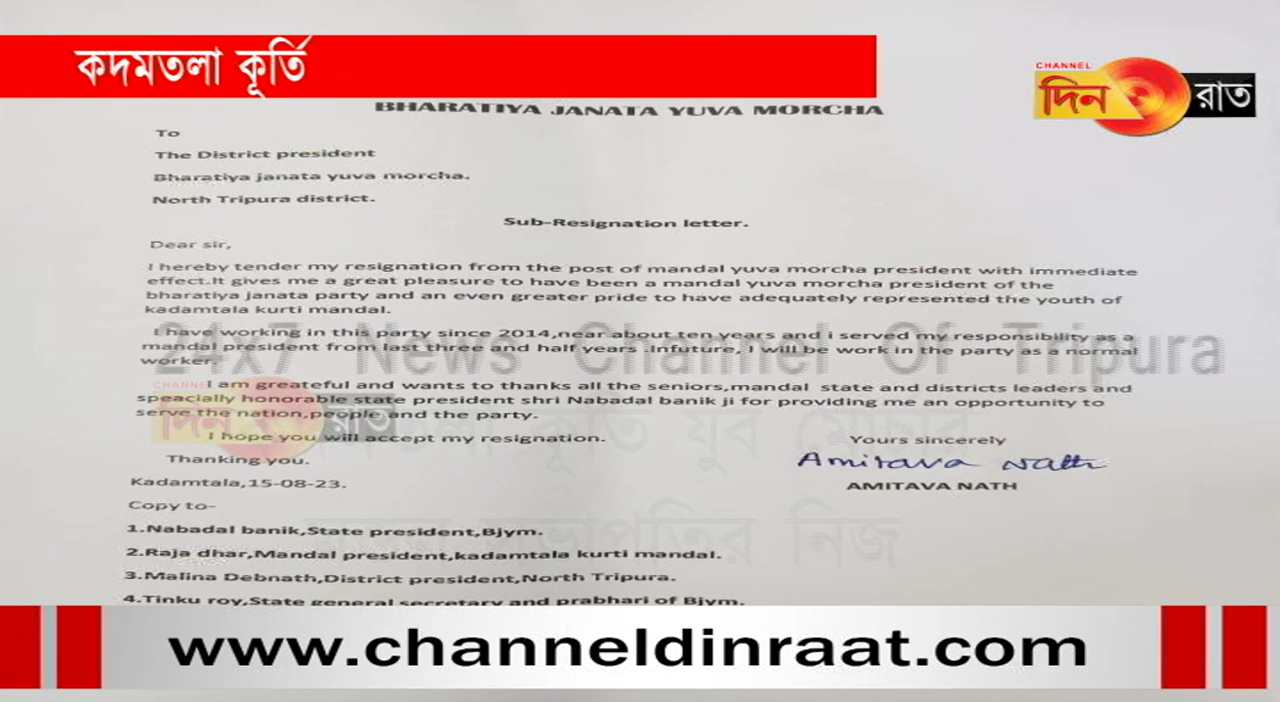 কদমতলা কূর্তি
CHANNEL
দিন রাত
BHARATIYA JANATA YUVA MORCHA
To
The District president
Bharatiya janata yuva morcha.
North Tripura district.
Sub-Resignation letter.
Dear sir,
I hereby tender my resignation from the post of mandal yuva morcha president with immediate
effect.It gives me a great pleasure to have been a mandal yuva morcha president of the
bharatiya janata party and an even greater pride to have adequately represented the youth of
kadamtala kurti mandal.
I have working in this party since 2014,near about ten years and i served my responsibility as a
mandal president from last three and half years .Infuture, I will be work in the party as a normal
worker.
24x7 News Channel Of Tripura
I am greateful and wants to thanks all the seniors,mandal state and districts leaders and
speacially honorable state president shri Nabadal banik ji for providing me an opportunity to
serve the nation,people and the party.
CHANNEL
দিন রাত
I hope you will accept my resignation.
কূর্তি যুব মোর্চার
Thanking you.
Yours sincerely
Amitava Nath
AMITAVA NATH
Kadamtala,15-08-23.
Copy to-
সভাপতির নিজ
1.Nabadal banik,State president,Bjym.
2.Raja dhar,Mandal president,kadamtala kurti mandal.
3.Malina Debnath,District president,North Tripura.
4.Tinku roy,State general secretary and prabhari of Bjym.
www.channeldinraat.com